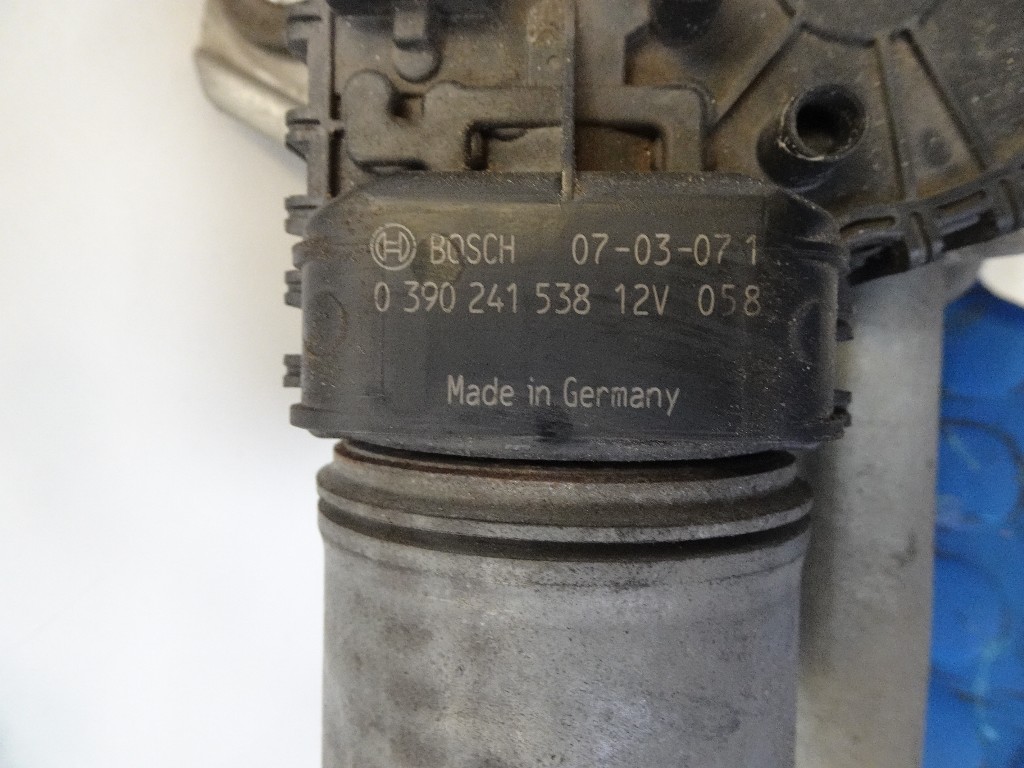 BOSCH 07-03-07 1
0 390 241 538 12V 058
Made in Germany